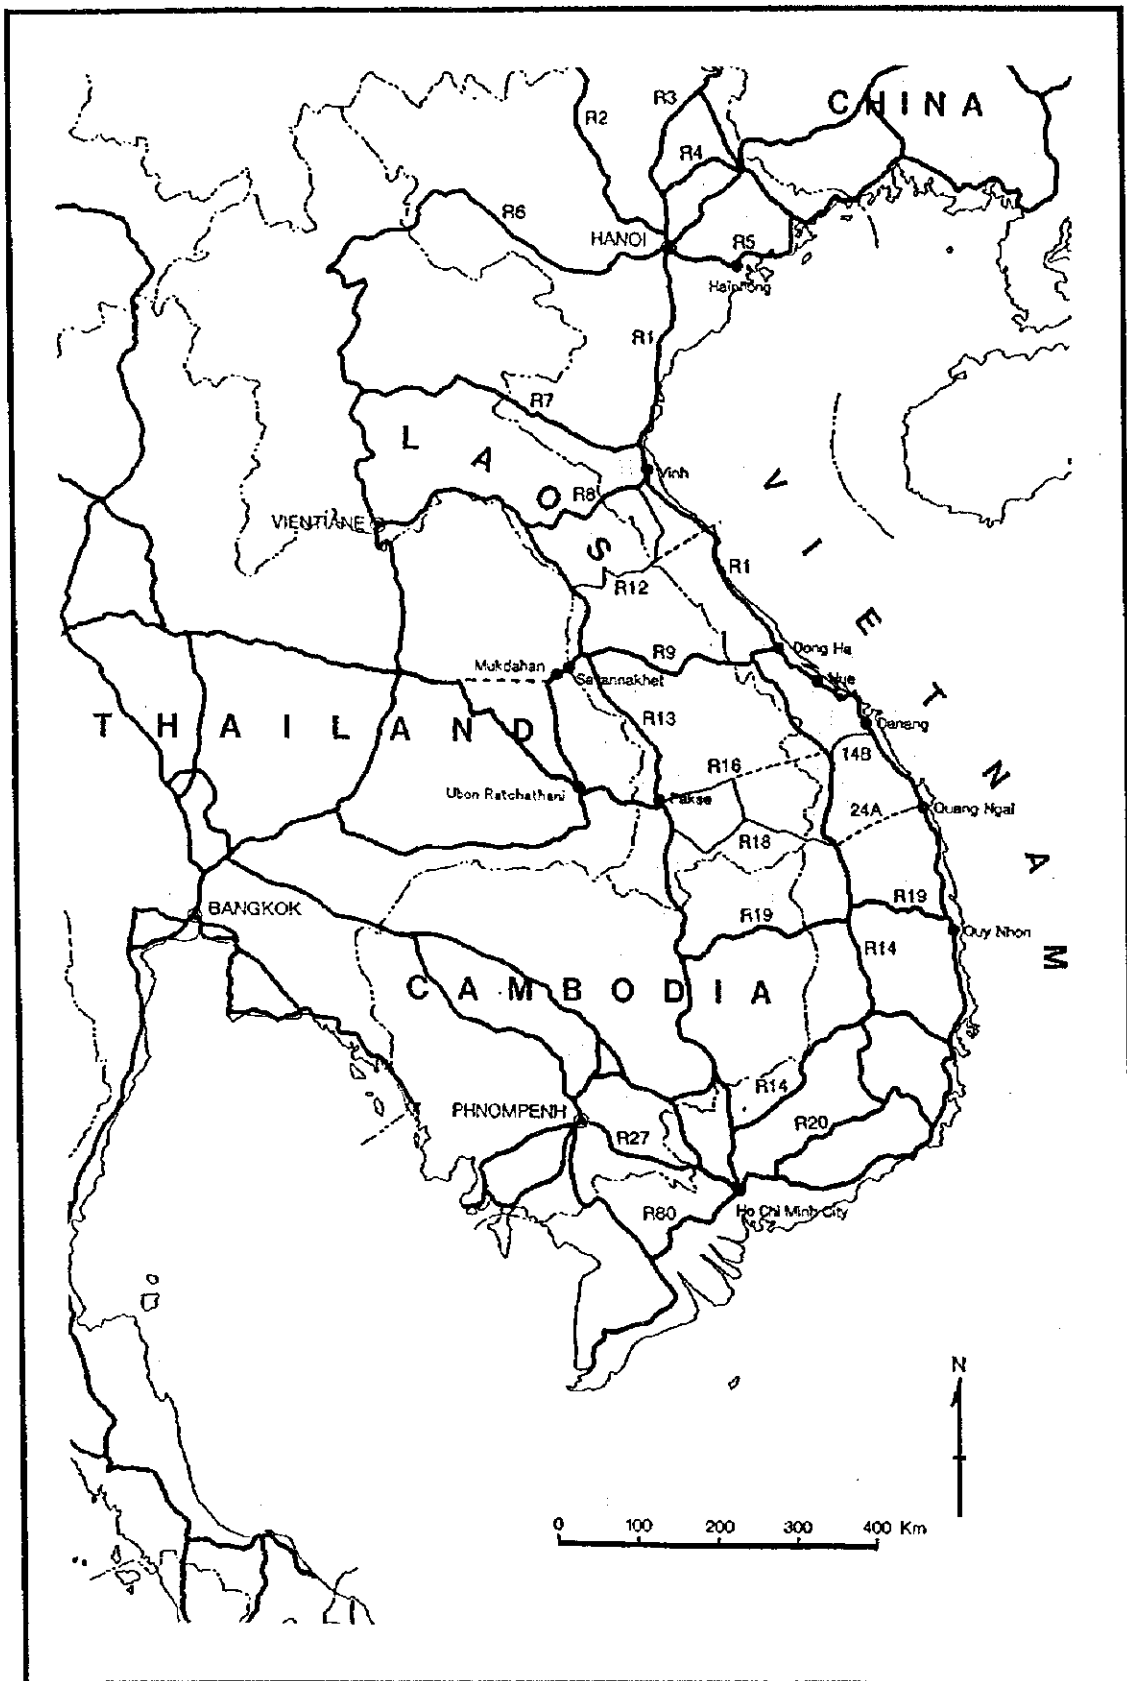 CHINA
R3
R2
R4
R6
HANOI
R5
Haiphong
R1
R7
LAOS
Vinh
R8
VIENTIANE
VIETNAM
R12
R1
R9
Dong Ha
Mukdahan
Savannakhet
Hue
THAILAND
R13
Danang
R16
14B
Ubon Ratchathani
Pakse
24A
Quang Ngai
R18
BANGKOK
R19
R19
Quy Nhon
R14
CAMBODIA
R14
PHNOMPENH
R27
R20
R80
Ho Chi Minh City
N
0 100 200 300 400 Km